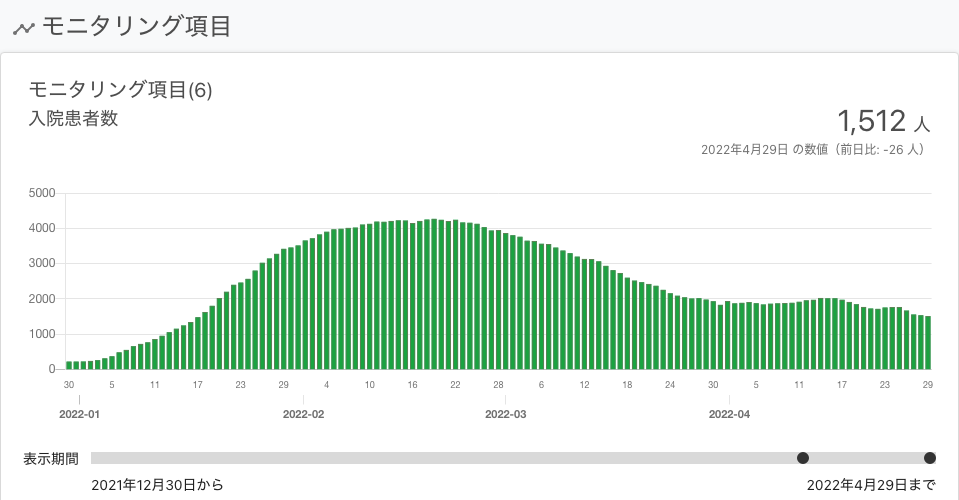 モニタリング項目
モニタリング項目(6)
入院患者数
1,512 人
2022年4月29日 の数値（前日比: -26 人）
5000
4000
3000
2000
1000
0
30 5 11 17 23 29 4 10 16 22 28 6 12 18 24 30 5 11 17 23 29
2022-01 2022-02 2022-03 2022-04
表示期間
2021年12月30日から 2022年4月29日まで